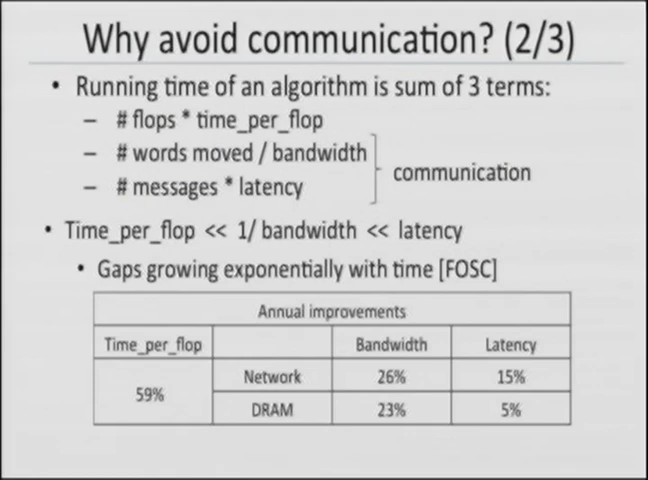 Why avoid communication? (2/3)
• Running time of an algorithm is sum of 3 terms:
– # flops * time_per_flop
– # words moved / bandwidth
communication
– # messages * latency
• Time_per_flop << 1/ bandwidth << latency
• Gaps growing exponentially with time [FOSC]
Annual improvements
Time_per_flop Bandwidth Latency
59%
Network 26% 15%
DRAM 23% 5%